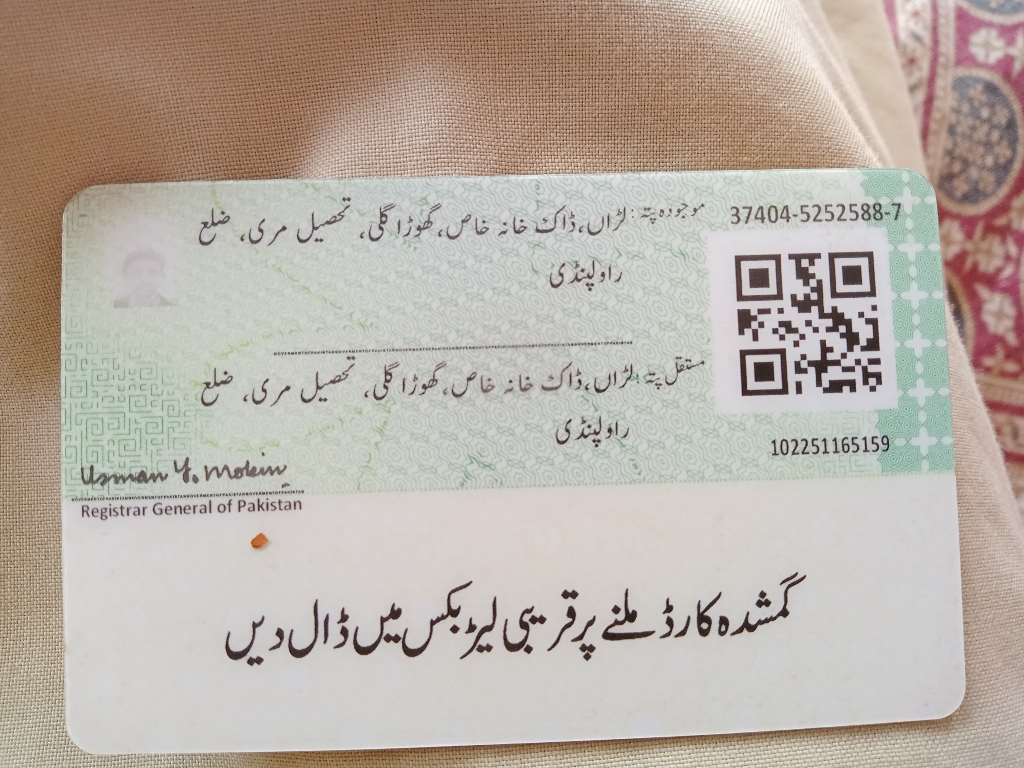 37404-5252588-7
موجودہ پتہ: لڑاں، ڈاک خانہ خاص، گھوڑا گلی، تحصیل مری، ضلع
راولپنڈی
مستقل پتہ: لڑاں، ڈاک خانہ خاص، گھوڑا گلی، تحصیل مری، ضلع
راولپنڈی
102251165159
Usman Y. Mobin
Registrar General of Pakistan
گمشدہ کارڈ ملنے پر قریبی لیٹر بکس میں ڈال دیں